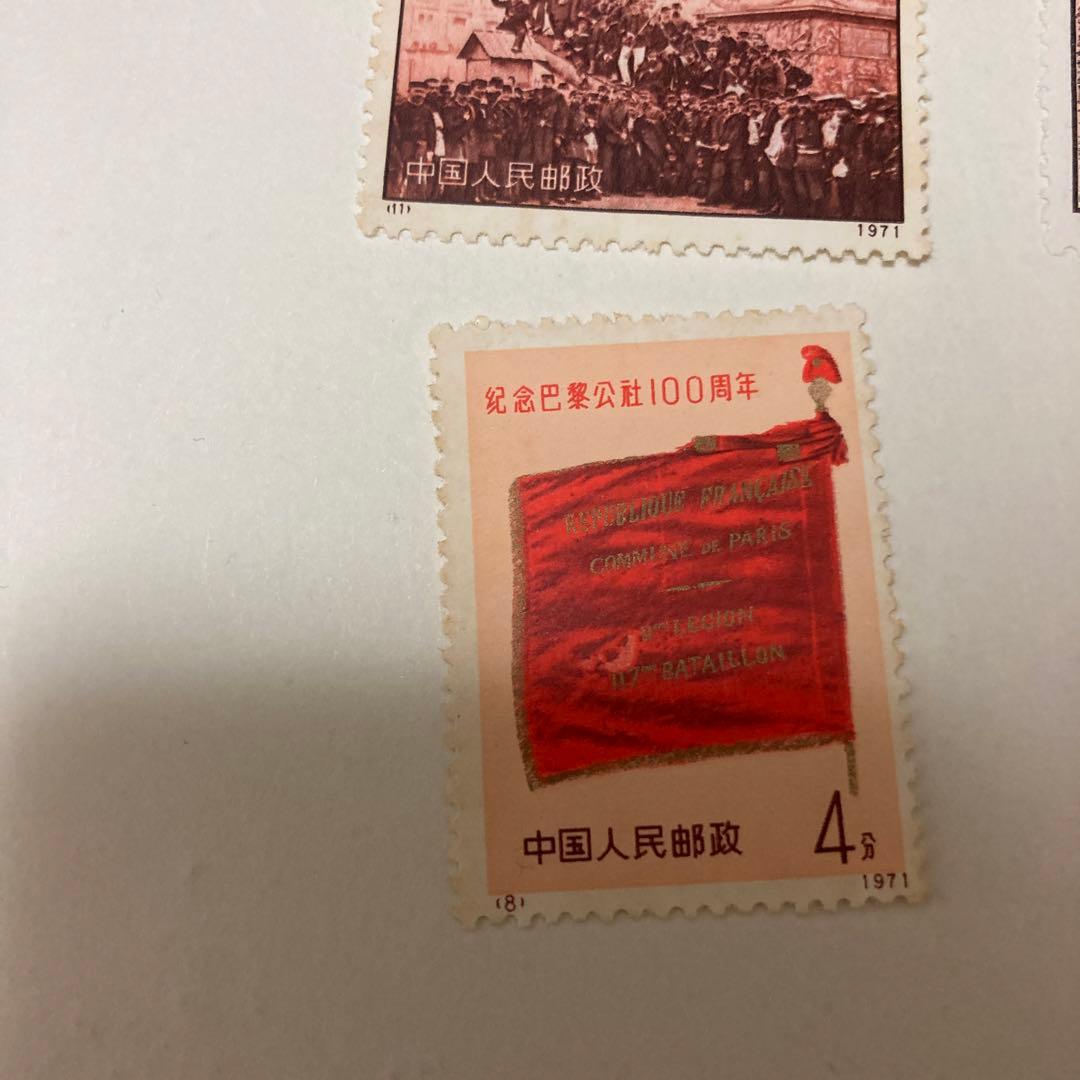 中国人民邮政
(11)
1971
纪念巴黎公社100周年
REPUBLIQUE FRANÇAISE
COMMUNE DE PARIS
LEGION
117me BATAILLON
中国人民邮政
4分
(8)
1971